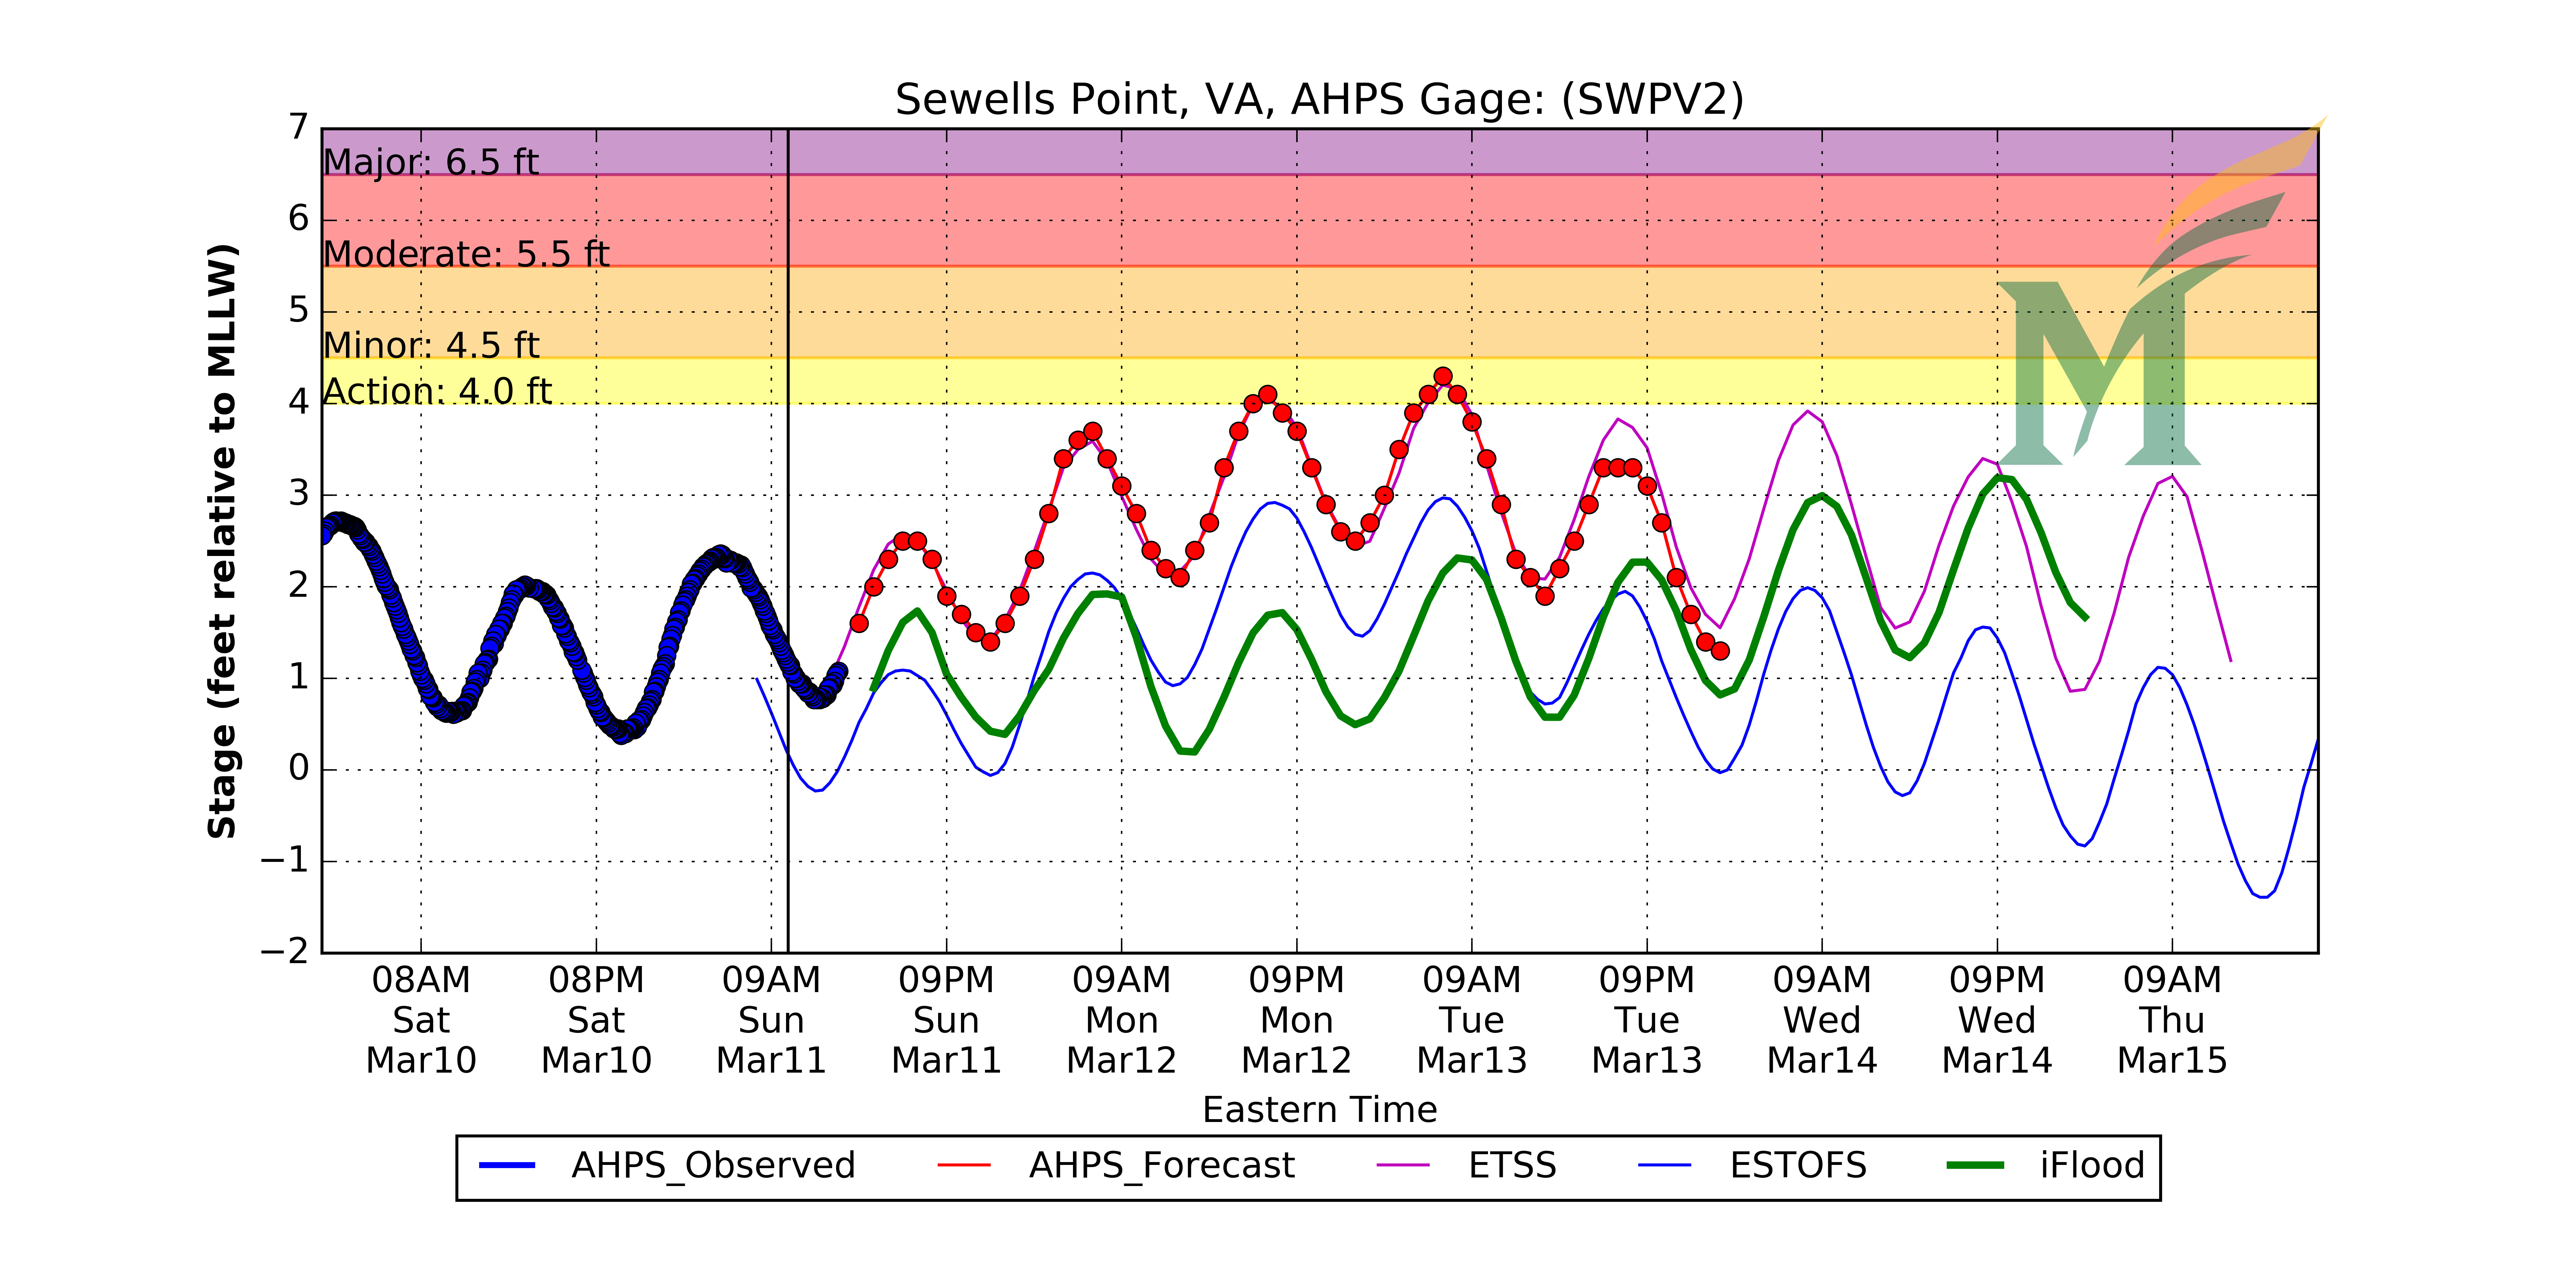 Sewells Point, VA, AHPS Gage: (SWPV2)
7
Major: 6.5 ft
6
Moderate: 5.5 ft
5
Minor: 4.5 ft
Action: 4.0 ft
4
3
2
1
0
−1
−2
Stage (feet relative to MLLW)
M
08AM 08PM 09AM 09PM 09AM 09PM 09AM 09PM 09AM 09PM 09AM
Sat Sat Sun Sun Mon Mon Tue Tue Wed Wed Thu
Mar10 Mar10 Mar11 Mar11 Mar12 Mar12 Mar13 Mar13 Mar14 Mar14 Mar15
Eastern Time
AHPS_Observed AHPS_Forecast ETSS ESTOFS iFlood